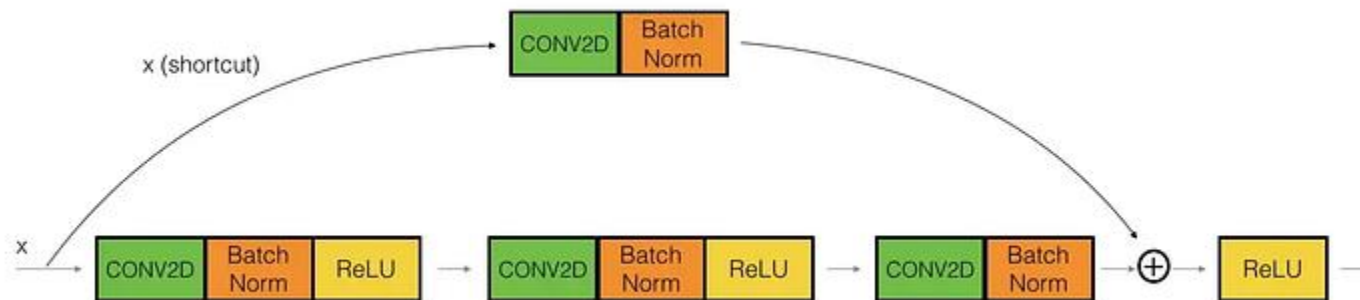 CONV2D
Batch
Norm
x (shortcut)
x
CONV2D
Batch
Norm
ReLU
CONV2D
Batch
Norm
ReLU
CONV2D
Batch
Norm
ReLU